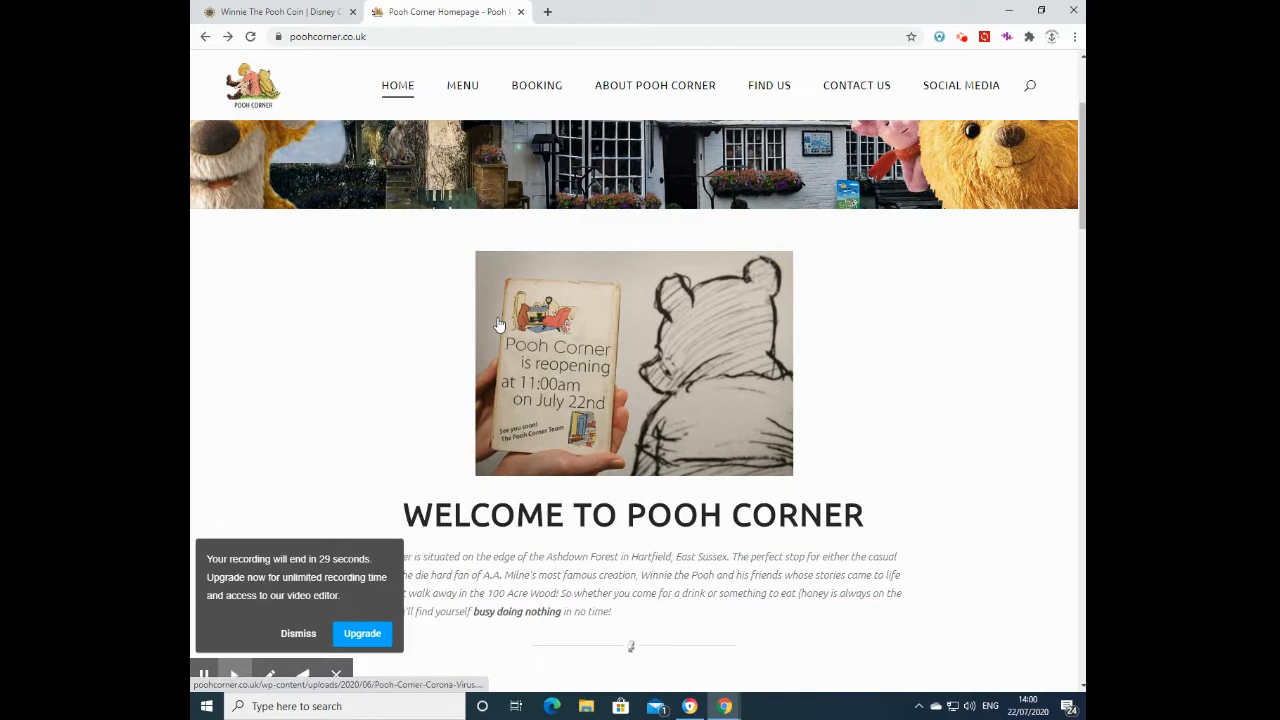 Winnie The Pooh Coin | Disney C
Pooh Corner Homepage - Pooh C
poohcorner.co.uk
POOH CORNER
HOME
MENU
BOOKING
ABOUT POOH CORNER
FIND US
CONTACT US
SOCIAL MEDIA
Pooh Corner
is reopening
at 11:00am
on July 22nd
See you soon!
The Pooh Corner Team
WELCOME TO POOH CORNER
er is situated on the edge of the Ashdown Forest in Hartfield, East Sussex. The perfect stop for either the casual
the die hard fan of A.A. Milne's most famous creation, Winnie the Pooh and his friends whose stories came to life
t walk away in the 100 Acre Wood! So whether you come for a drink or something to eat (honey is always on the
'll find yourself busy doing nothing in no time!
Your recording will end in 29 seconds.
Upgrade now for unlimited recording time
and access to our video editor.
Dismiss
Upgrade
poohcorner.co.uk/wp-content/uploads/2020/06/Pooh-Corner-Corona-Virus....
Type here to search
1
ENG
14:00
22/07/2020
24